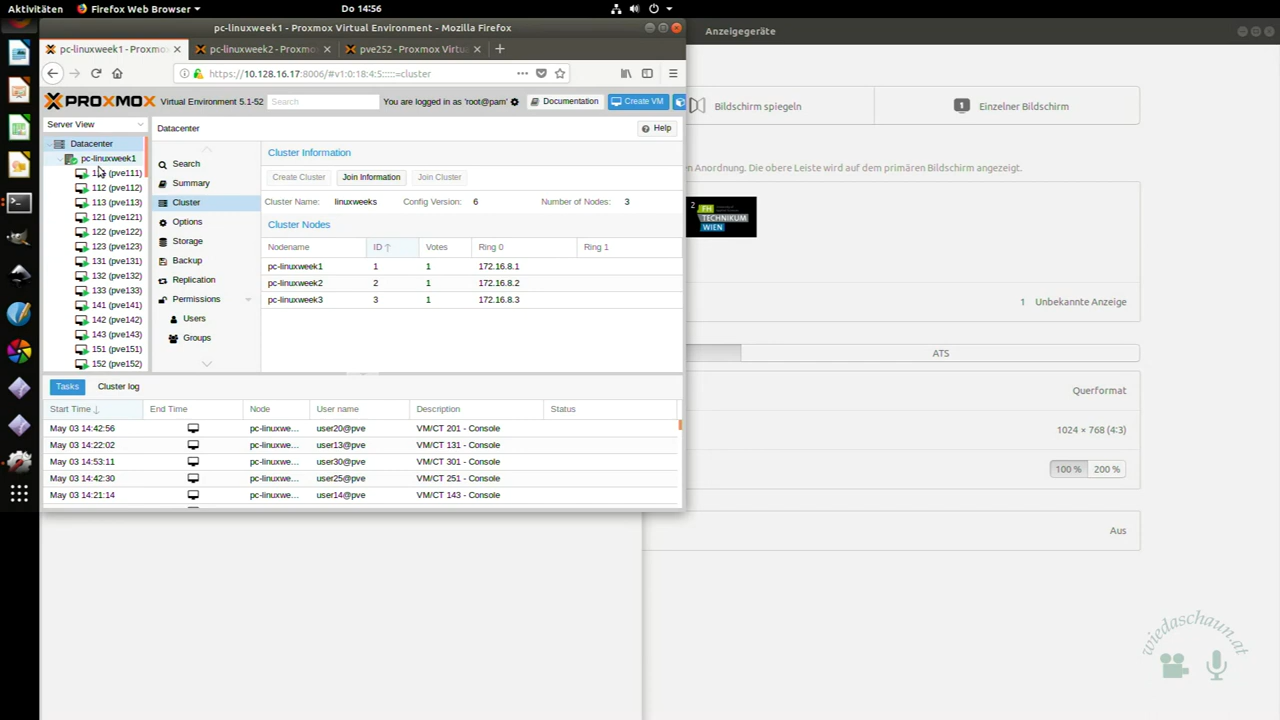 Aktivitäten
Firefox Web Browser
Do 14:56
pc-linuxweek1 - Proxmox Virtual Environment - Mozilla Firefox
Anzeigegeräte
pc-linuxweek1 - Proxmox
pc-linuxweek2 - Proxmo
pve252 - Proxmox Virtu
https://10.128.16.17:8006/#v1:0:18:4:5:::::=cluster
PROXMOX
Virtual Environment 5.1-52
Search
You are logged in as 'root@pam'
Documentation
Create VM
Bildschirm spiegeln
1
Einzelner Bildschirm
Server View
Datacenter
Help
Datacenter
pc-linuxweek1
(pve111)
112 (pve112)
113 (pve113)
121 (pve121)
122 (pve122)
123 (pve123)
131 (pve131)
132 (pve132)
133 (pve133)
141 (pve141)
142 (pve142)
143 (pve143)
151 (pve151)
152 (pve152)
Search
Summary
Cluster
Options
Storage
Backup
Replication
Permissions
Users
Groups
Cluster Information
Create Cluster
Join Information
Join Cluster
Cluster Name: linuxweeks
Config Version: 6
Number of Nodes: 3
Cluster Nodes
Nodename ID Votes Ring 0 Ring 1
pc-linuxweek1 1 1 172.16.8.1
pc-linuxweek2 2 1 172.16.8.2
pc-linuxweek3 3 1 172.16.8.3
en Anordnung. Die obere Leiste wird auf dem primären Bildschirm angezeigt.
2
FH
TECHNIKUM
WIEN
1 Unbekannte Anzeige
ATS
Querformat
1024 × 768 (4:3)
100 % 200 %
Aus
Tasks
Cluster log
Start Time End Time Node User name Description Status
May 03 14:42:56 pc-linuxwe... user20@pve VM/CT 201 - Console
May 03 14:22:02 pc-linuxwe... user13@pve VM/CT 131 - Console
May 03 14:53:11 pc-linuxwe... user30@pve VM/CT 301 - Console
May 03 14:42:30 pc-linuxwe... user25@pve VM/CT 251 - Console
May 03 14:21:14 pc-linuxwe... user14@pve VM/CT 143 - Console
wiedaschaun.at